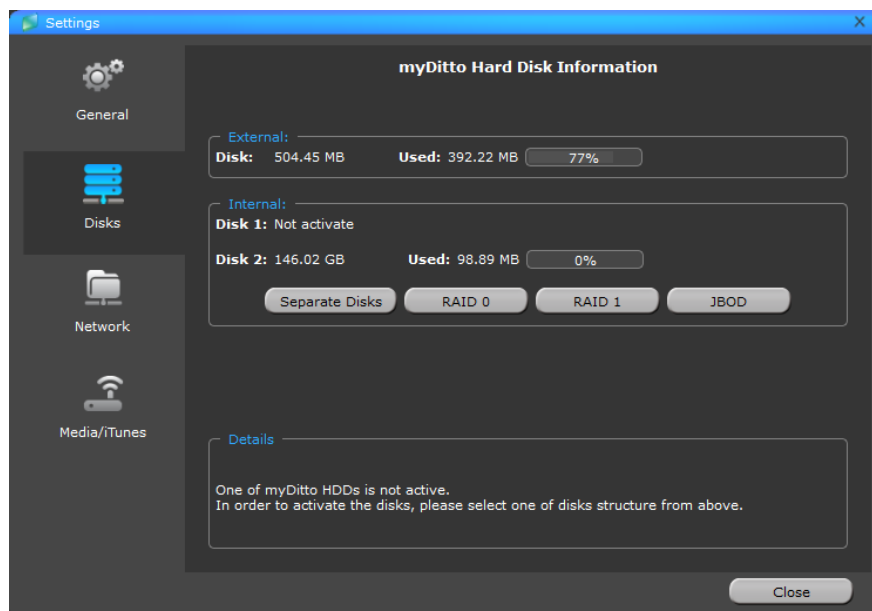 Settings
X
General
Disks
Network
Media/iTunes
myDitto Hard Disk Information
External:
Disk: 504.45 MB Used: 392.22 MB 77%
Internal:
Disk 1: Not activate
Disk 2: 146.02 GB Used: 98.89 MB 0%
Separate Disks RAID 0 RAID 1 JBOD
Details
One of myDitto HDDs is not active.
In order to activate the disks, please select one of disks structure from above.
Close